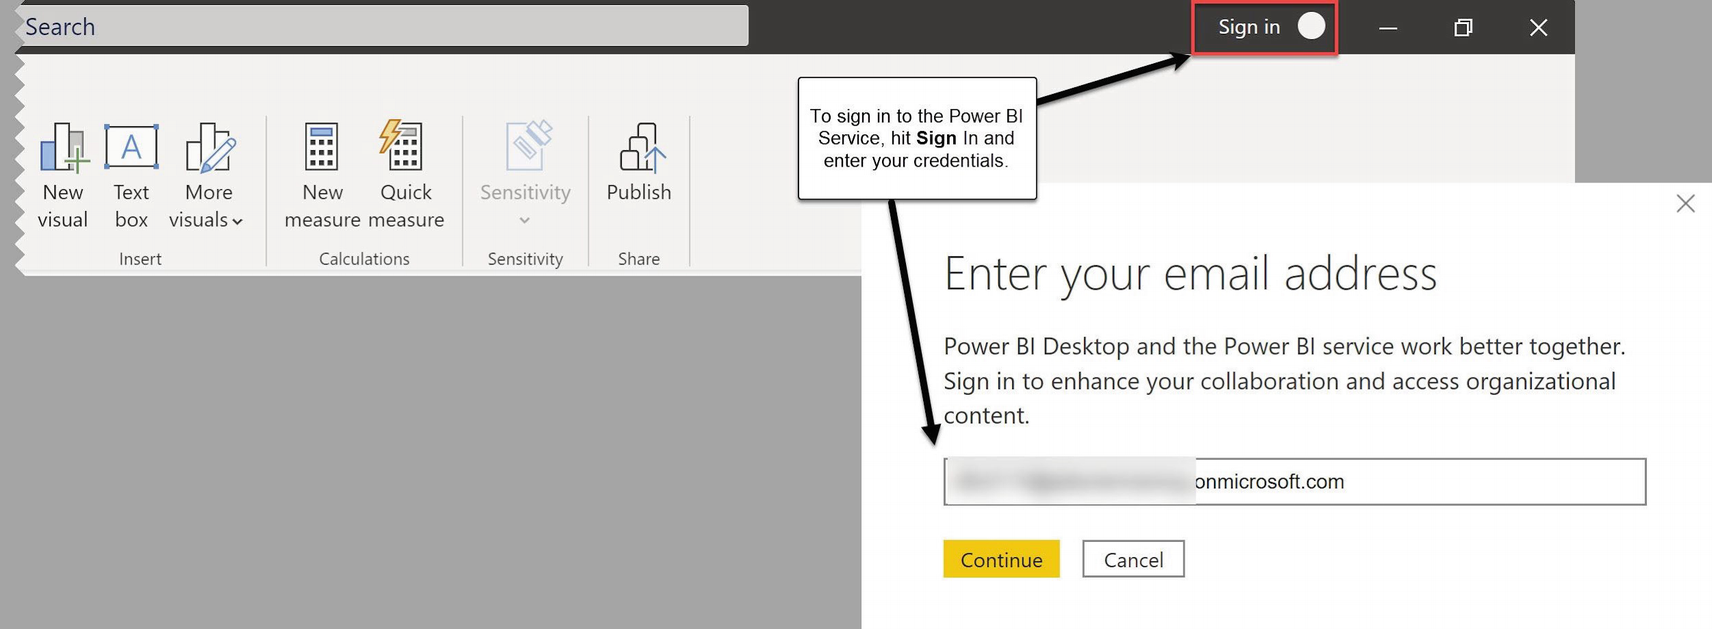 Search
Sign in
To sign in to the Power BI
Service, hit Sign In and
enter your credentials.
A
New
visual
Text
box
More
visuals
New
measure
Quick
measure
Sensitivity
Publish
Insert
Calculations
Sensitivity
Share
Enter your email address
Power BI Desktop and the Power BI service work better together.
Sign in to enhance your collaboration and access organizational
content.
onmicrosoft.com
Continue
Cancel